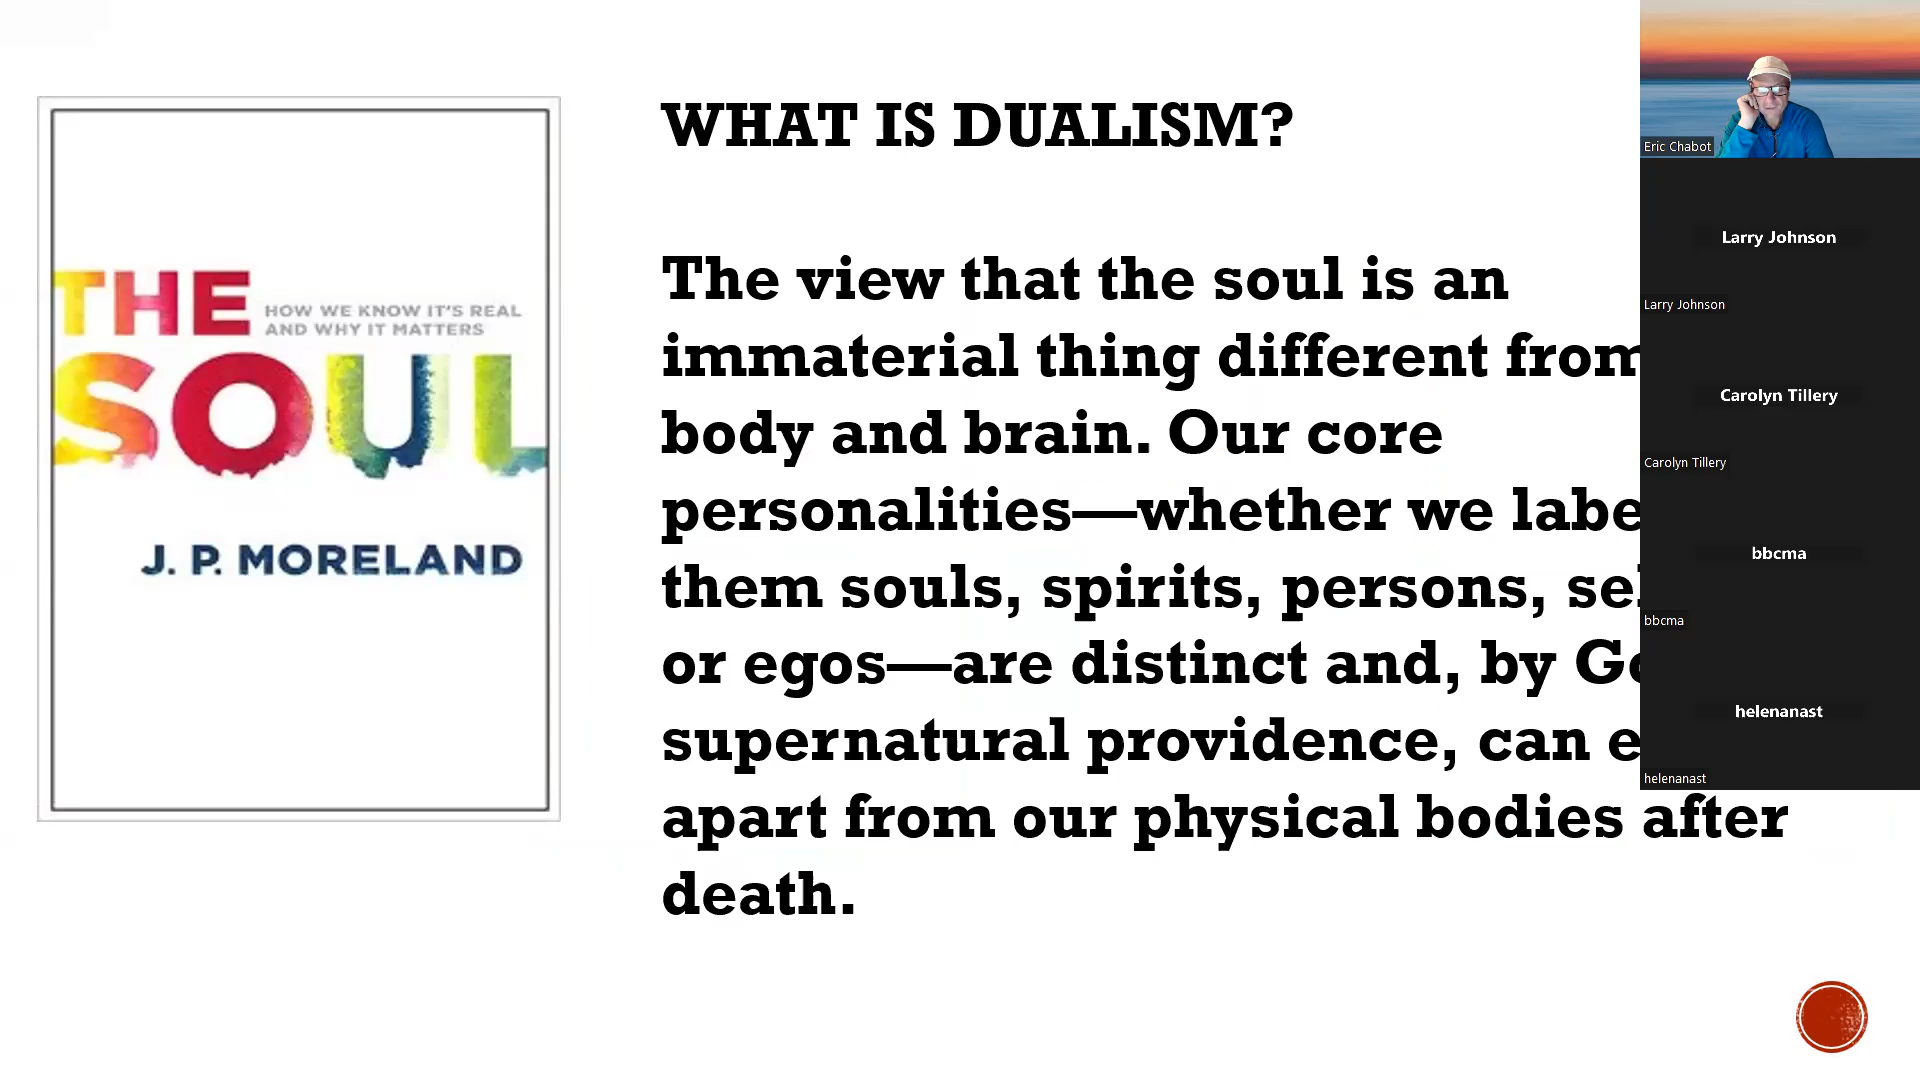 THE
HOW WE KNOW IT'S REAL
AND WHY IT MATTERS
SOUL
J. P. MORELAND
WHAT IS DUALISM?
The view that the soul is an
immaterial thing different from
body and brain. Our core
personalities—whether we
them souls, spirits, persons,
or egos—are distinct and, by
supernatural providence, can
apart from our physical bodies after
death.
Eric Chabot
Larry Johnson
Larry Johnson
Carolyn Tillery
Carolyn Tillery
bbcma
bbcma
helenanast
helenanast